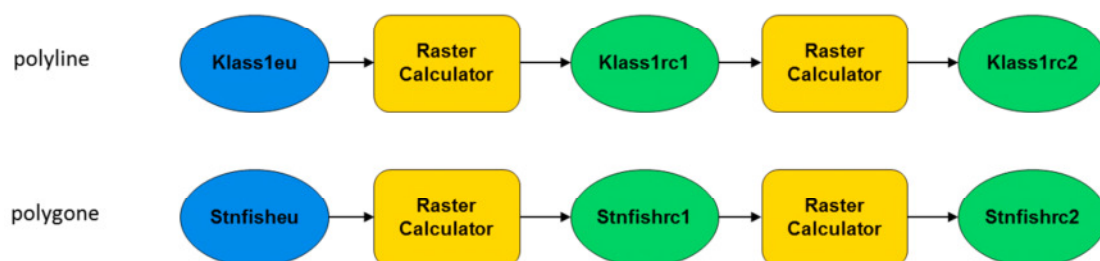 polyline
Klass1eu
Raster
Calculator
Klass1rc1
Raster
Calculator
Klass1rc2
polygone
Stnfisheu
Raster
Calculator
Stnfishrc1
Raster
Calculator
Stnfishrc2